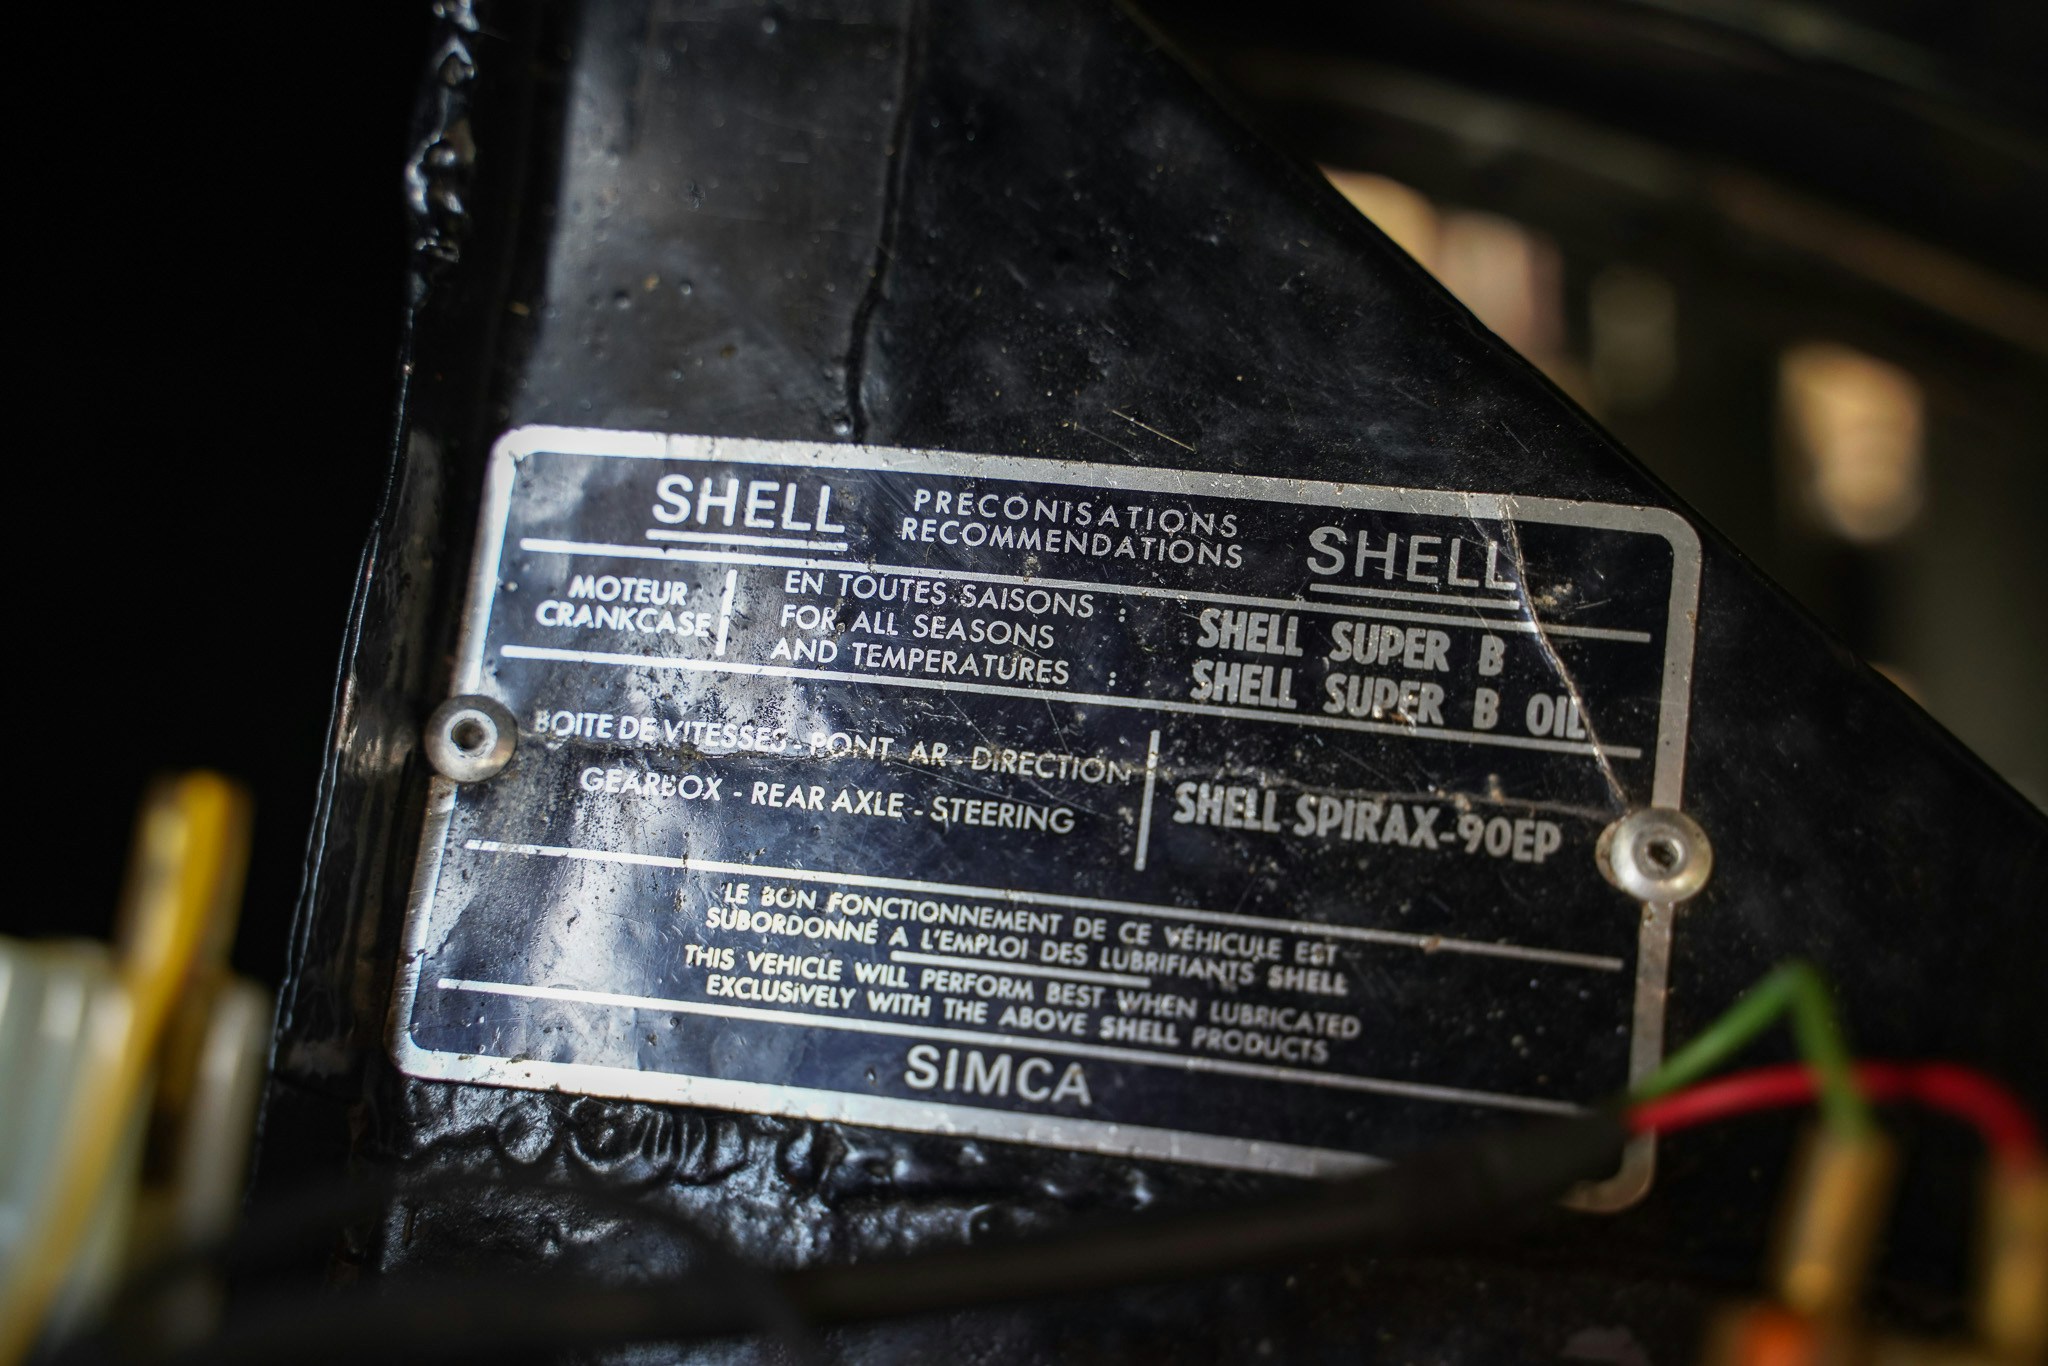 SHELL PRECONISATIONS SHELL
RECOMMENDATIONS
MOTEUR EN TOUTES SAISONS : SHELL SUPER B
CRANKCASE FOR ALL SEASONS
AND TEMPERATURES : SHELL SUPER B OIL
BOITE DE VITESSES - PONT AR - DIRECTION
GEARBOX - REAR AXLE - STEERING
SHELL SPIRAX-90EP
LE BON FONCTIONNEMENT DE CE VÉHICULE EST
SUBORDONNÉ A L'EMPLOI DES LUBRIFIANTS SHELL
THIS VEHICLE WILL PERFORM BEST WHEN LUBRICATED
EXCLUSiVELY WITH THE ABOVE SHELL PRODUCTS
SIMCA